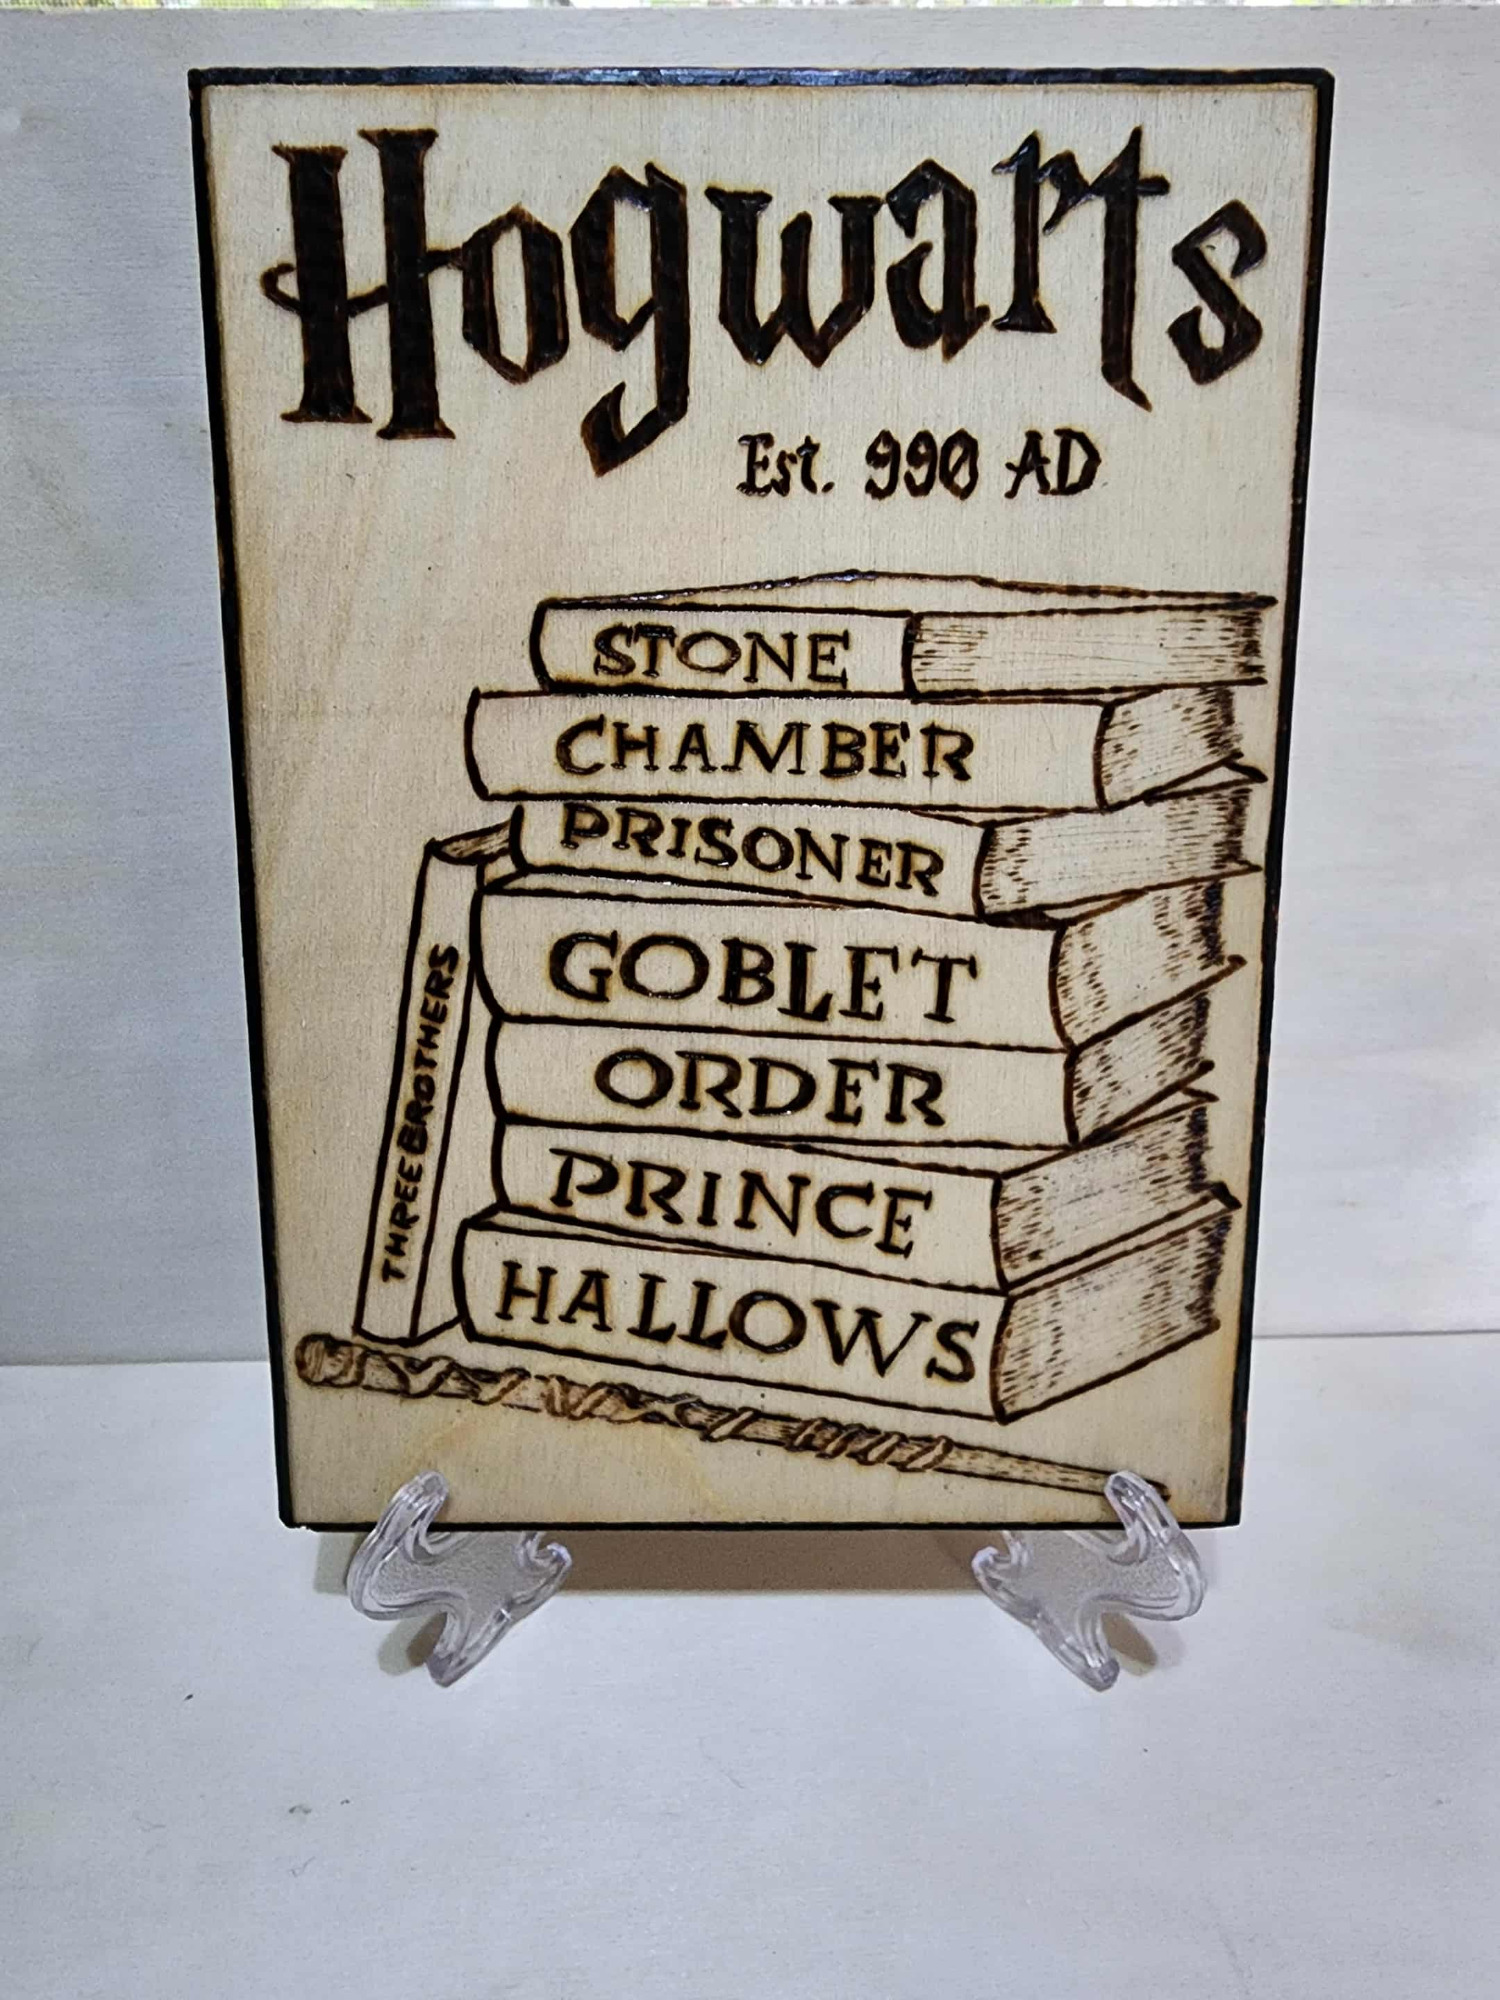 Hogwarts
Est. 990 AD
STONE
CHAMBER
PRISONER
GOBLET
ORDER
PRINCE
HALLOWS
THREE BROTHERS